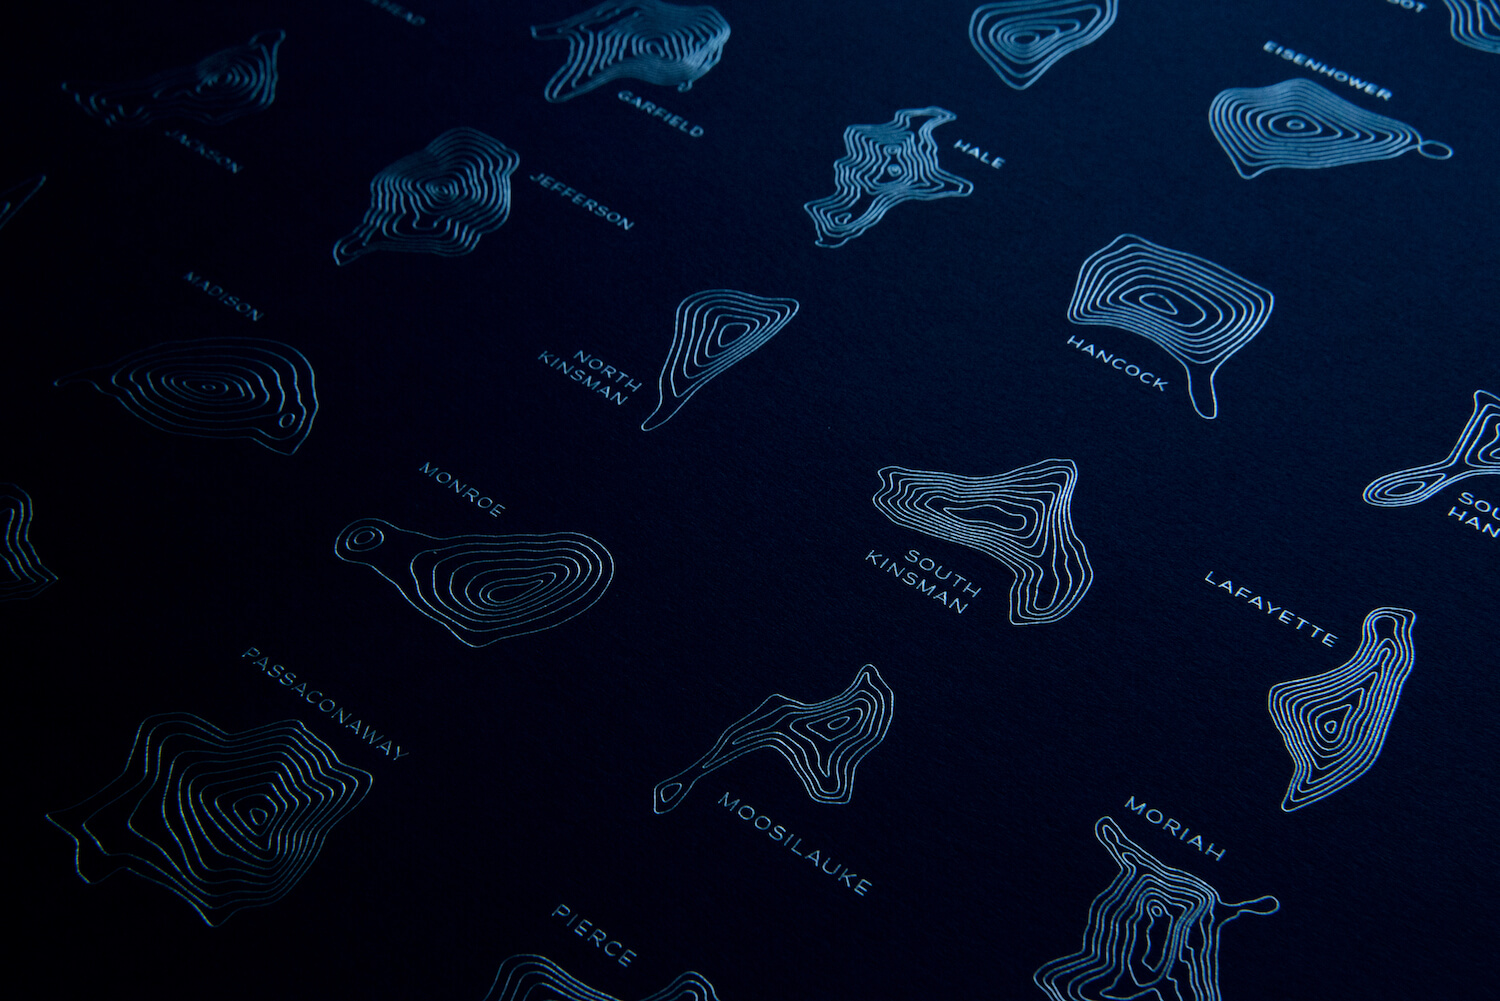 EISENHOWER
GARFIELD
HALE
JACKSON
JEFFERSON
MADISON
HANCOCK
NORTH
KINSMAN
MONROE
SOUTH
KINSMAN
LAFAYETTE
PASSACONAWAY
MOOSILAUKE
MORIAH
PIERCE